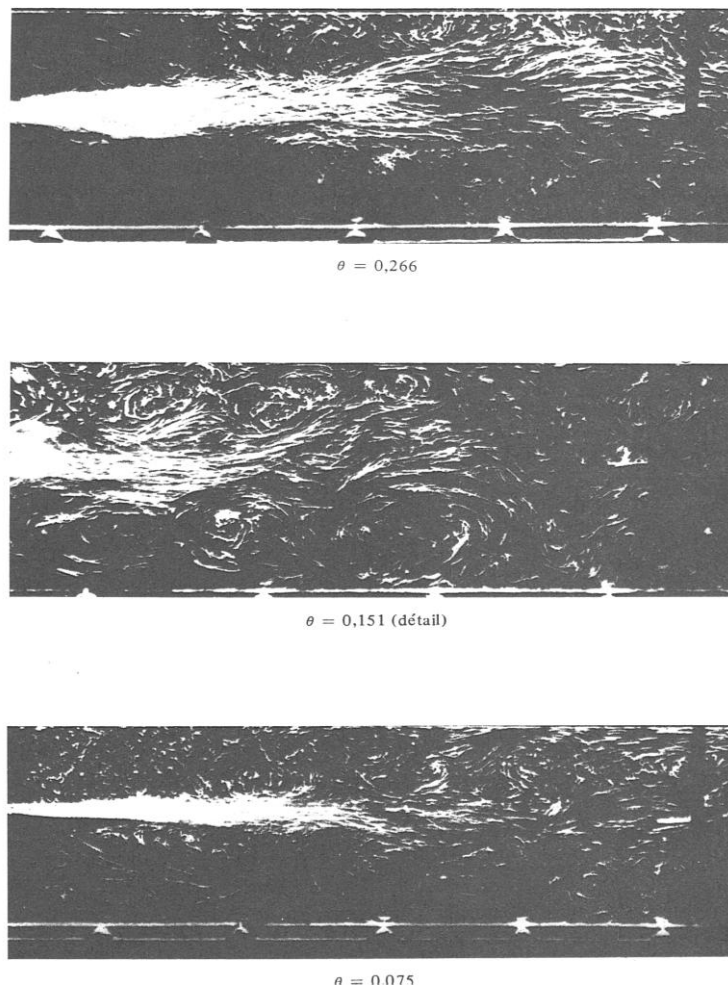 θ = 0,266
θ = 0,151 (détail)
θ = 0,075